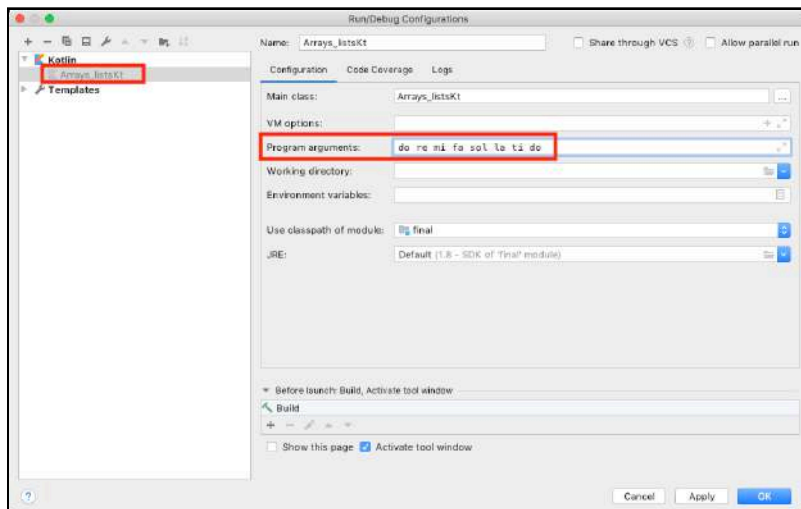 Run/Debug Configurations
Name: Arrays_listsKt
Share through VCS
Allow parallel run
Kotlin
Arrays_listsKt
Templates
Configuration Code Coverage Logs
Main class: Arrays_listsKt
VM options:
Program arguments: do re mi fa sol la ti do
Working directory:
Environment variables:
Use classpath of module: final
JRE: Default (1.8 - SDK of 'final' module)
Before launch: Build, Activate tool window
Build
Show this page Activate tool window
? Cancel Apply OK